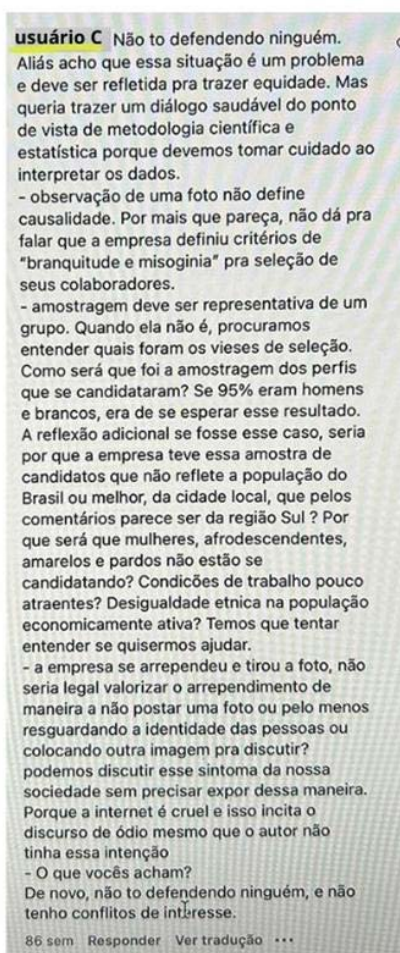 usuário C Não to defendendo ninguém.
Aliás acho que essa situação é um problema
e deve ser refletida pra trazer equidade. Mas
queria trazer um diálogo saudável do ponto
de vista de metodologia científica e
estatística porque devemos tomar cuidado ao
interpretar os dados.
- observação de uma foto não define
causalidade. Por mais que pareça, não dá pra
falar que a empresa definiu critérios de
"branquitude e misoginia" pra seleção de
seus colaboradores.
- amostragem deve ser representativa de um
grupo. Quando ela não é, procuramos
entender quais foram os vieses de seleção.
Como será que foi a amostragem dos perfis
que se candidataram? Se 95% eram homens
e brancos, era de se esperar esse resultado.
A reflexão adicional se fosse esse caso, seria
por que a empresa teve essa amostra de
candidatos que não reflete a população do
Brasil ou melhor, da cidade local, que pelos
comentários parece ser da região Sul ? Por
que será que mulheres, afrodescendentes,
amarelos e pardos não estão se
candidatando? Condicões de trabalho pouco
atraentes? Desigualdade etnica na população
economicamente ativa? Temos que tentar
entender se quisermos ajudar.
- a empresa se arrependeu e tirou a foto, não
seria legal valorizar o arrependimento de
maneira a não postar uma foto ou pelo menos
resguardando a identidade das pessoas ou
colocando outra imagem pra discutir?
podemos discutir esse sintoma da nossa
sociedade sem precisar expor dessa maneira.
Porque a internet é cruel e isso incita o
discurso de ódio mesmo que o autor não
tinha essa intenção
- O que vocês acham?
De novo, não to defendendo ninguém, e não
tenho conflitos de interesse.
86 sem Responder Ver tradução ...